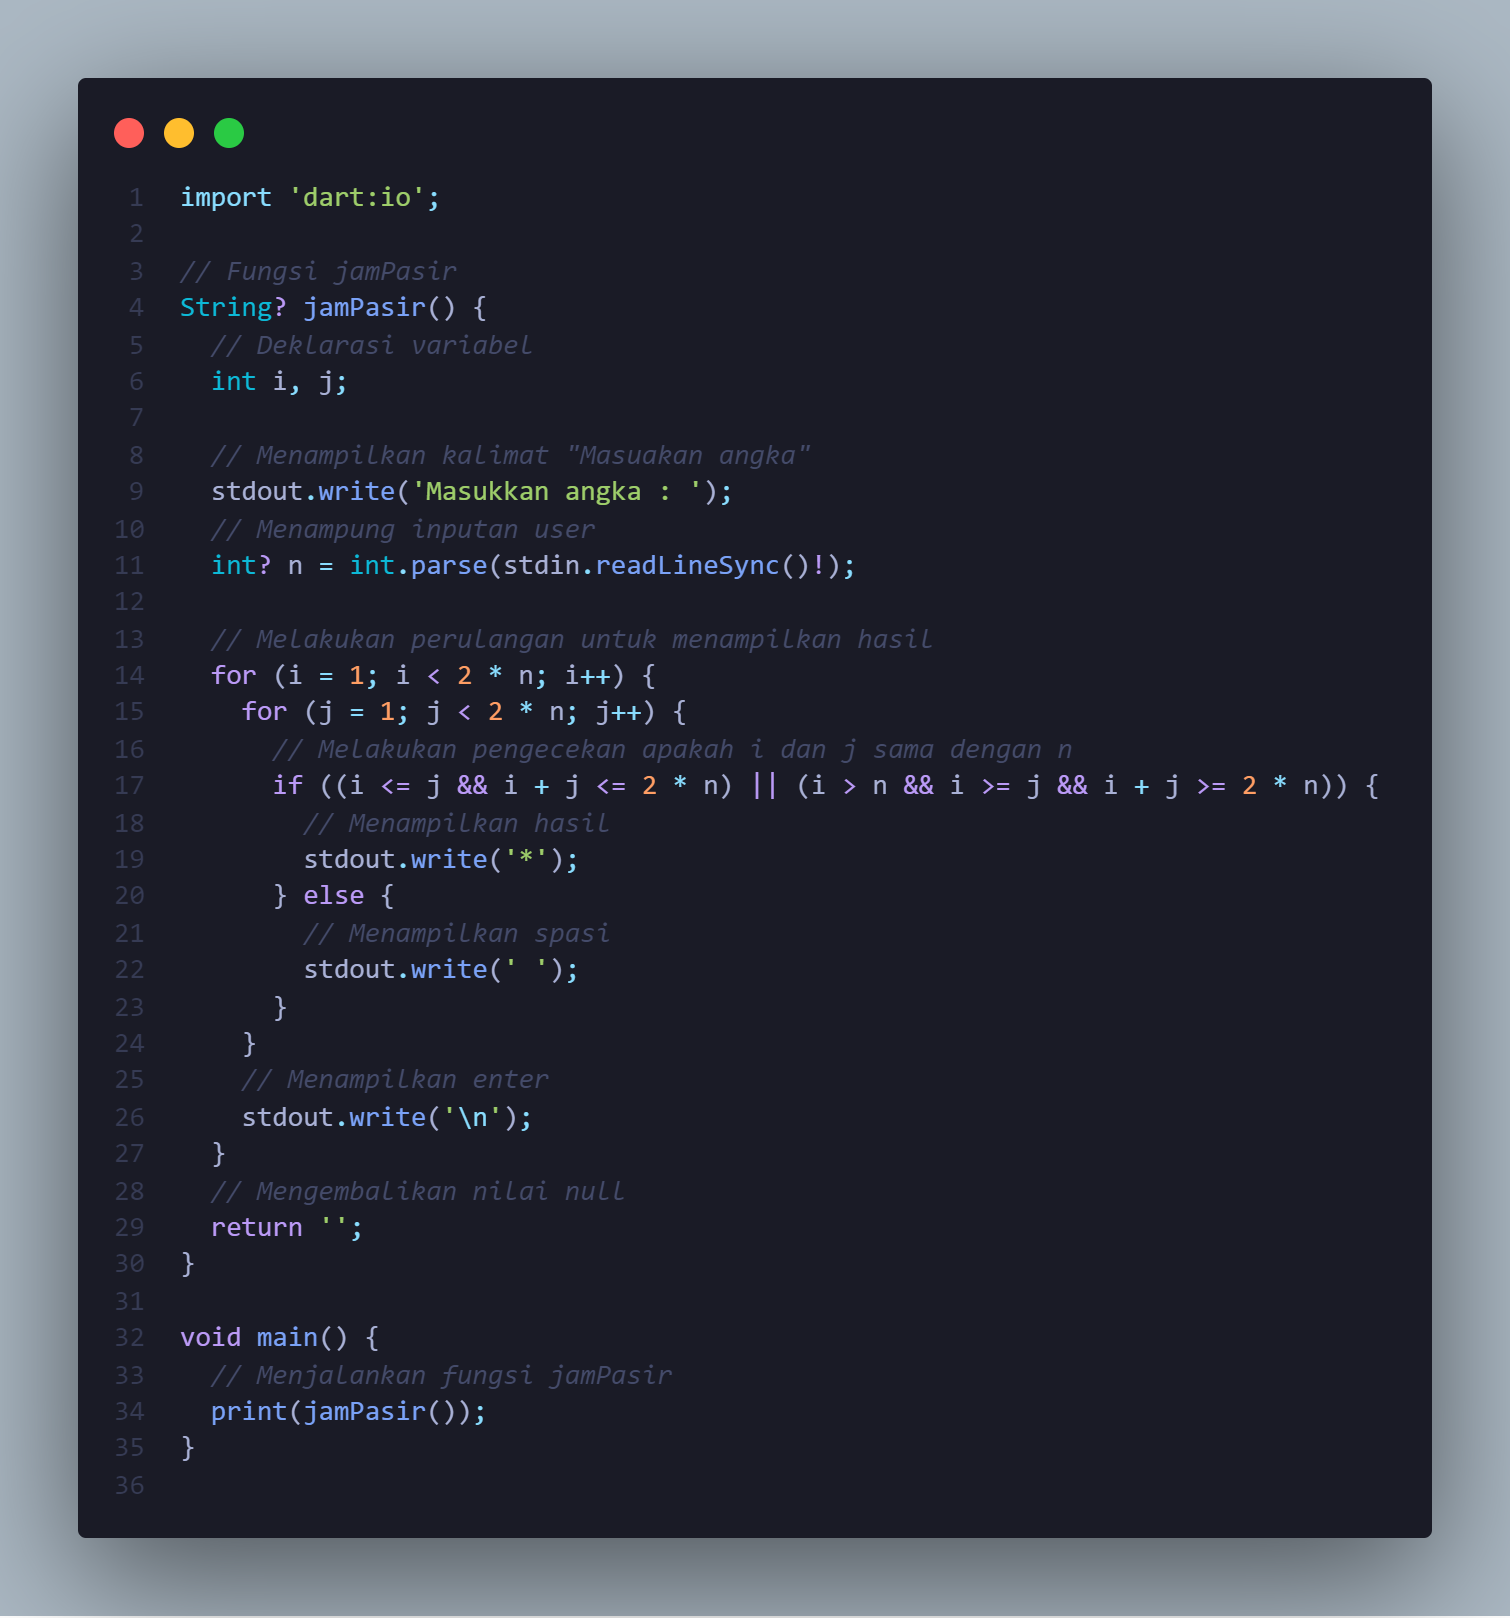 1 import 'dart:io';
2
3 // Fungsi jamPasir
4 String? jamPasir() {
5   // Deklarasi variabel
6   int i, j;
7
8   // Menampilkan kalimat "Masuakan angka"
9   stdout.write('Masukkan angka : ');
10   // Menampung inputan user
11   int? n = int.parse(stdin.readLineSync()!);
12
13   // Melakukan perulangan untuk menampilkan hasil
14   for (i = 1; i < 2 * n; i++) {
15     for (j = 1; j < 2 * n; j++) {
16       // Melakukan pengecekan apakah i dan j sama dengan n
17       if ((i <= j && i + j <= 2 * n) || (i > n && i >= j && i + j >= 2 * n)) {
18         // Menampilkan hasil
19         stdout.write('*');
20       } else {
21         // Menampilkan spasi
22         stdout.write(' ');
23       }
24     }
25     // Menampilkan enter
26     stdout.write('\n');
27   }
28   // Mengembalikan nilai null
29   return '';
30 }
31
32 void main() {
33   // Menjalankan fungsi jamPasir
34   print(jamPasir());
35 }
36